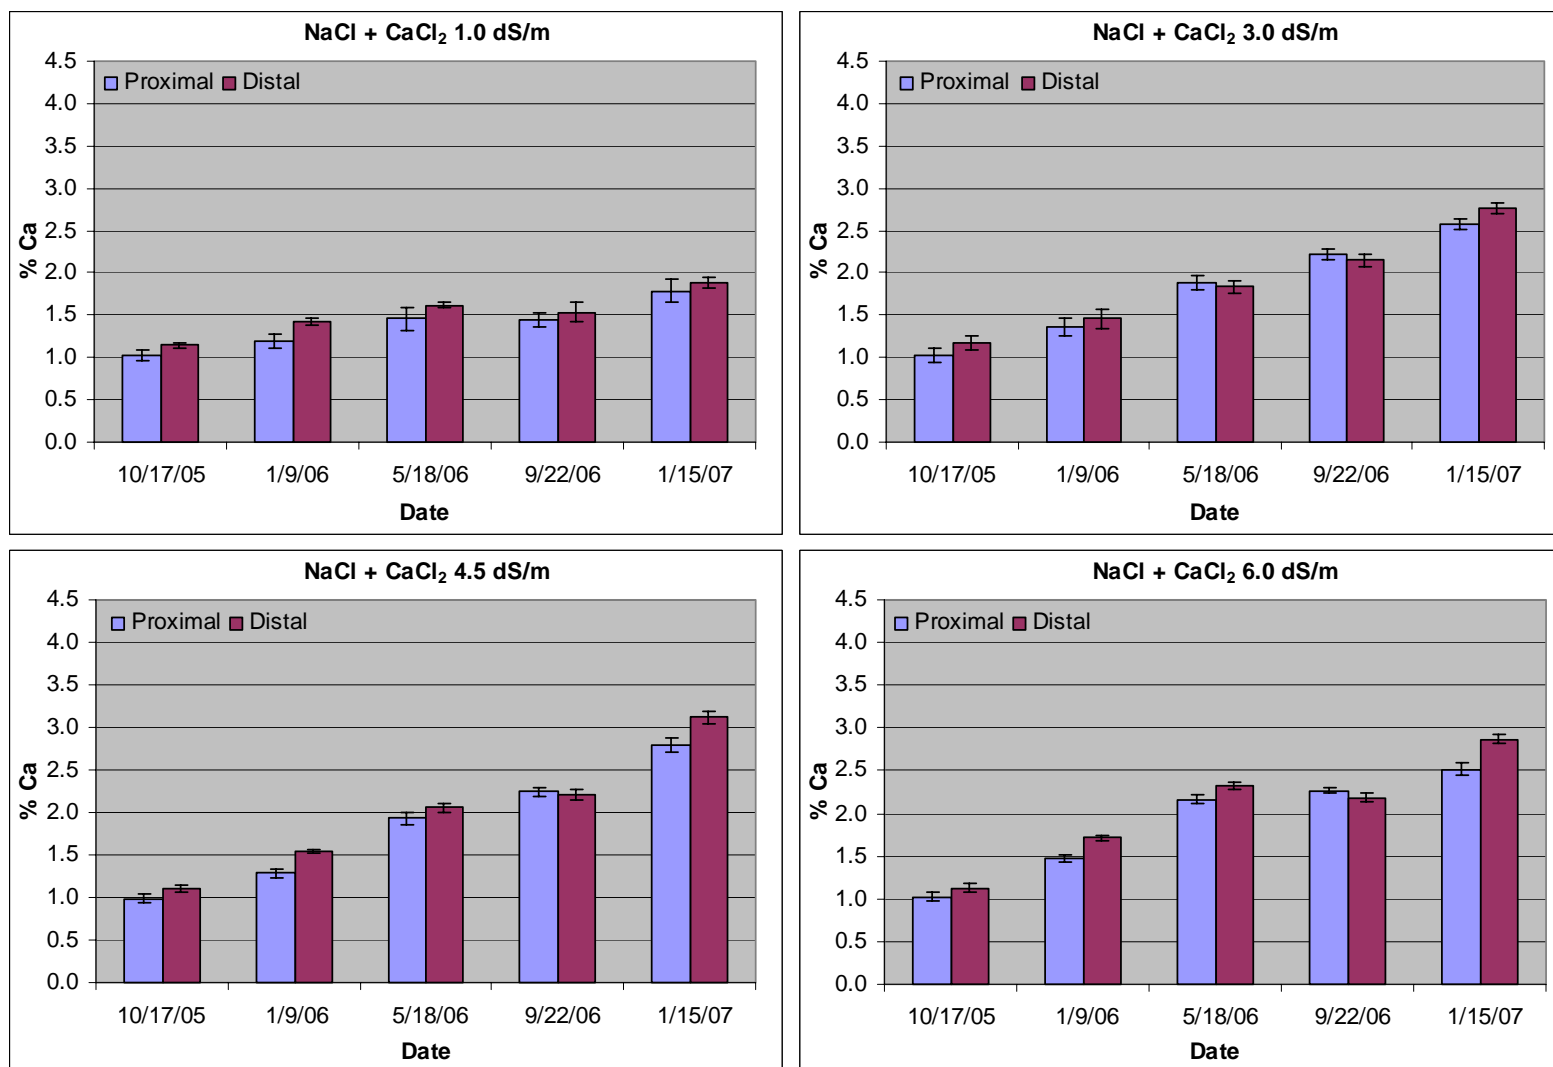 NaCl + CaCl₂ 1.0 dS/m
4.5
4.0
3.5
3.0
2.5
2.0
1.5
1.0
0.5
0.0
% Ca
Proximal Distal
10/17/05 1/9/06 5/18/06 9/22/06 1/15/07
Date
NaCl + CaCl₂ 3.0 dS/m
4.5
4.0
3.5
3.0
2.5
2.0
1.5
1.0
0.5
0.0
% Ca
Proximal Distal
10/17/05 1/9/06 5/18/06 9/22/06 1/15/07
Date
NaCl + CaCl₂ 4.5 dS/m
4.5
4.0
3.5
3.0
2.5
2.0
1.5
1.0
0.5
0.0
% Ca
Proximal Distal
10/17/05 1/9/06 5/18/06 9/22/06 1/15/07
Date
NaCl + CaCl₂ 6.0 dS/m
4.5
4.0
3.5
3.0
2.5
2.0
1.5
1.0
0.5
0.0
% Ca
Proximal Distal
10/17/05 1/9/06 5/18/06 9/22/06 1/15/07
Date